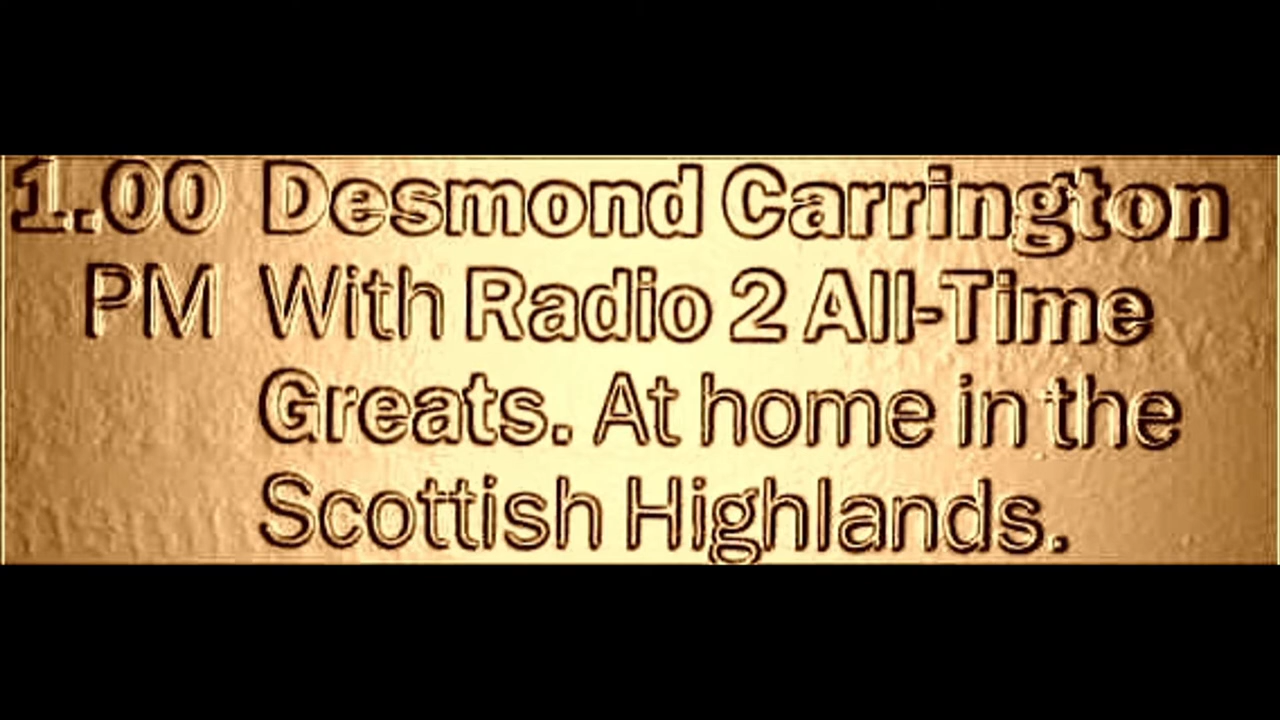 1.00 Desmond Carrington
PM With Radio 2 All-Time
Greats. At home in the
Scottish Highlands.